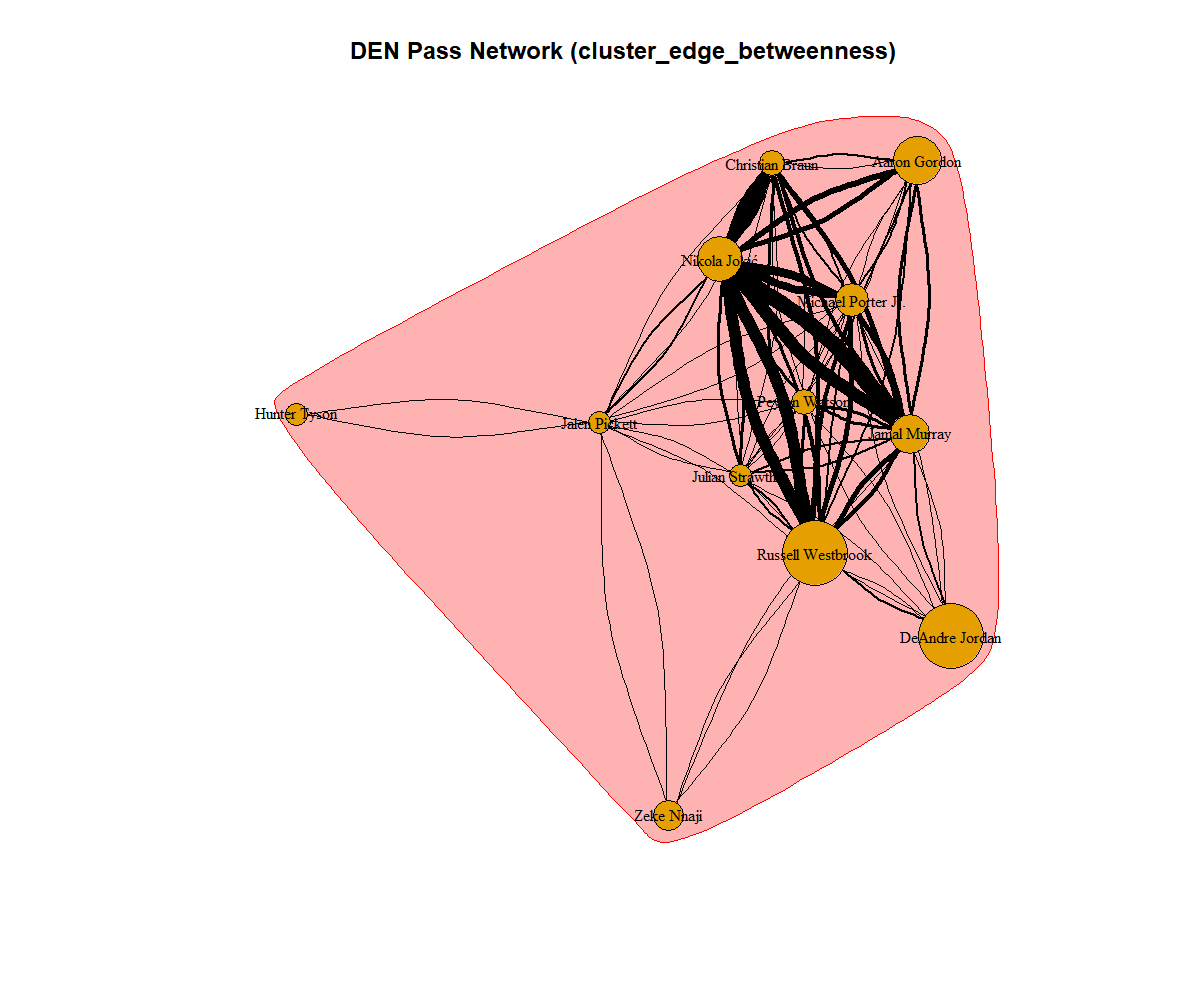 DEN Pass Network (cluster_edge_betweenness)
Christian Braun
Aaron Gordon
Nikola Jokić
Michael Porter Jr.
Peyton Watson
Hunter Tyson
Jalen Pickett
Jamal Murray
Julian Strawth
Russell Westbrook
DeAndre Jordan
Zeke Nnaji